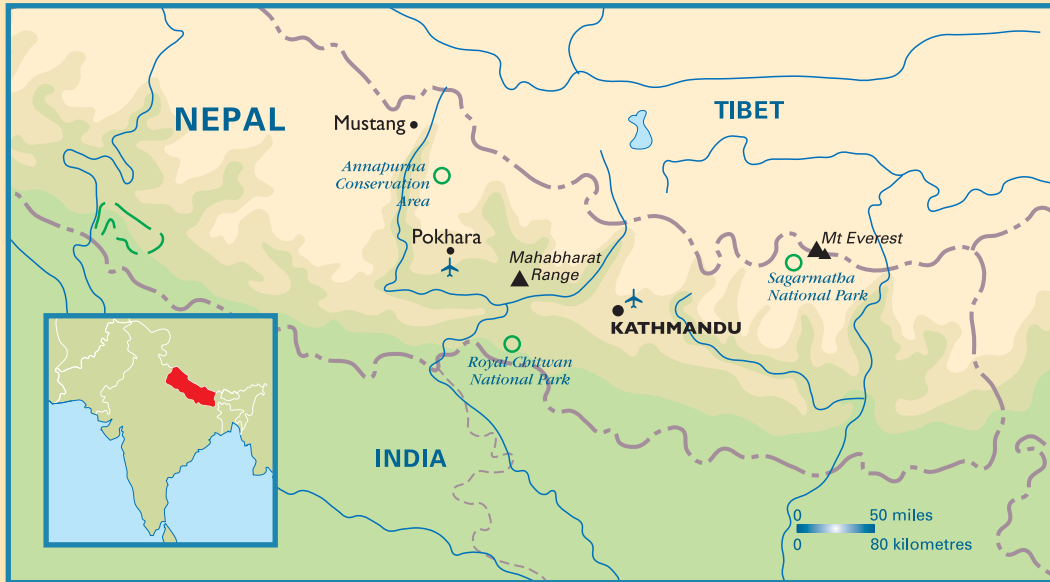 NEPAL
TIBET
Mustang
Annapurna
Conservation
Area
Pokhara
Mahabharat
Range
Mt Everest
Sagarmatha
National Park
KATHMANDU
Royal Chitwan
National Park
INDIA
0 50 miles
0 80 kilometres